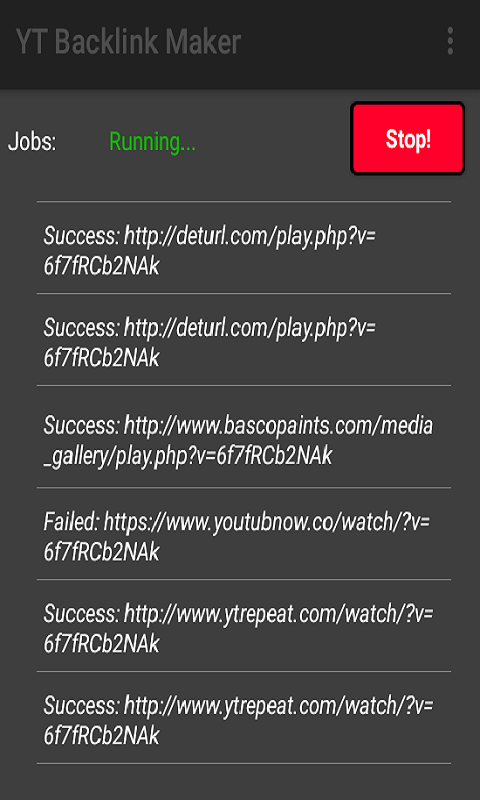 YT Backlink Maker
Jobs:
Running...
Stop!
Success: http://deturl.com/play.php?v=
6f7fRCb2NAk
Success: http://deturl.com/play.php?v=
6f7fRCb2NAk
Success: http://www.bascopaints.com/media
_gallery/play.php?v=6f7fRCb2NAk
Failed: https://www.youtubnow.co/watch/?v=
6f7fRCb2NAk
Success: http://www.ytrepeat.com/watch/?v=
6f7fRCb2NAk
Success: http://www.ytrepeat.com/watch/?v=
6f7fRCb2NAk